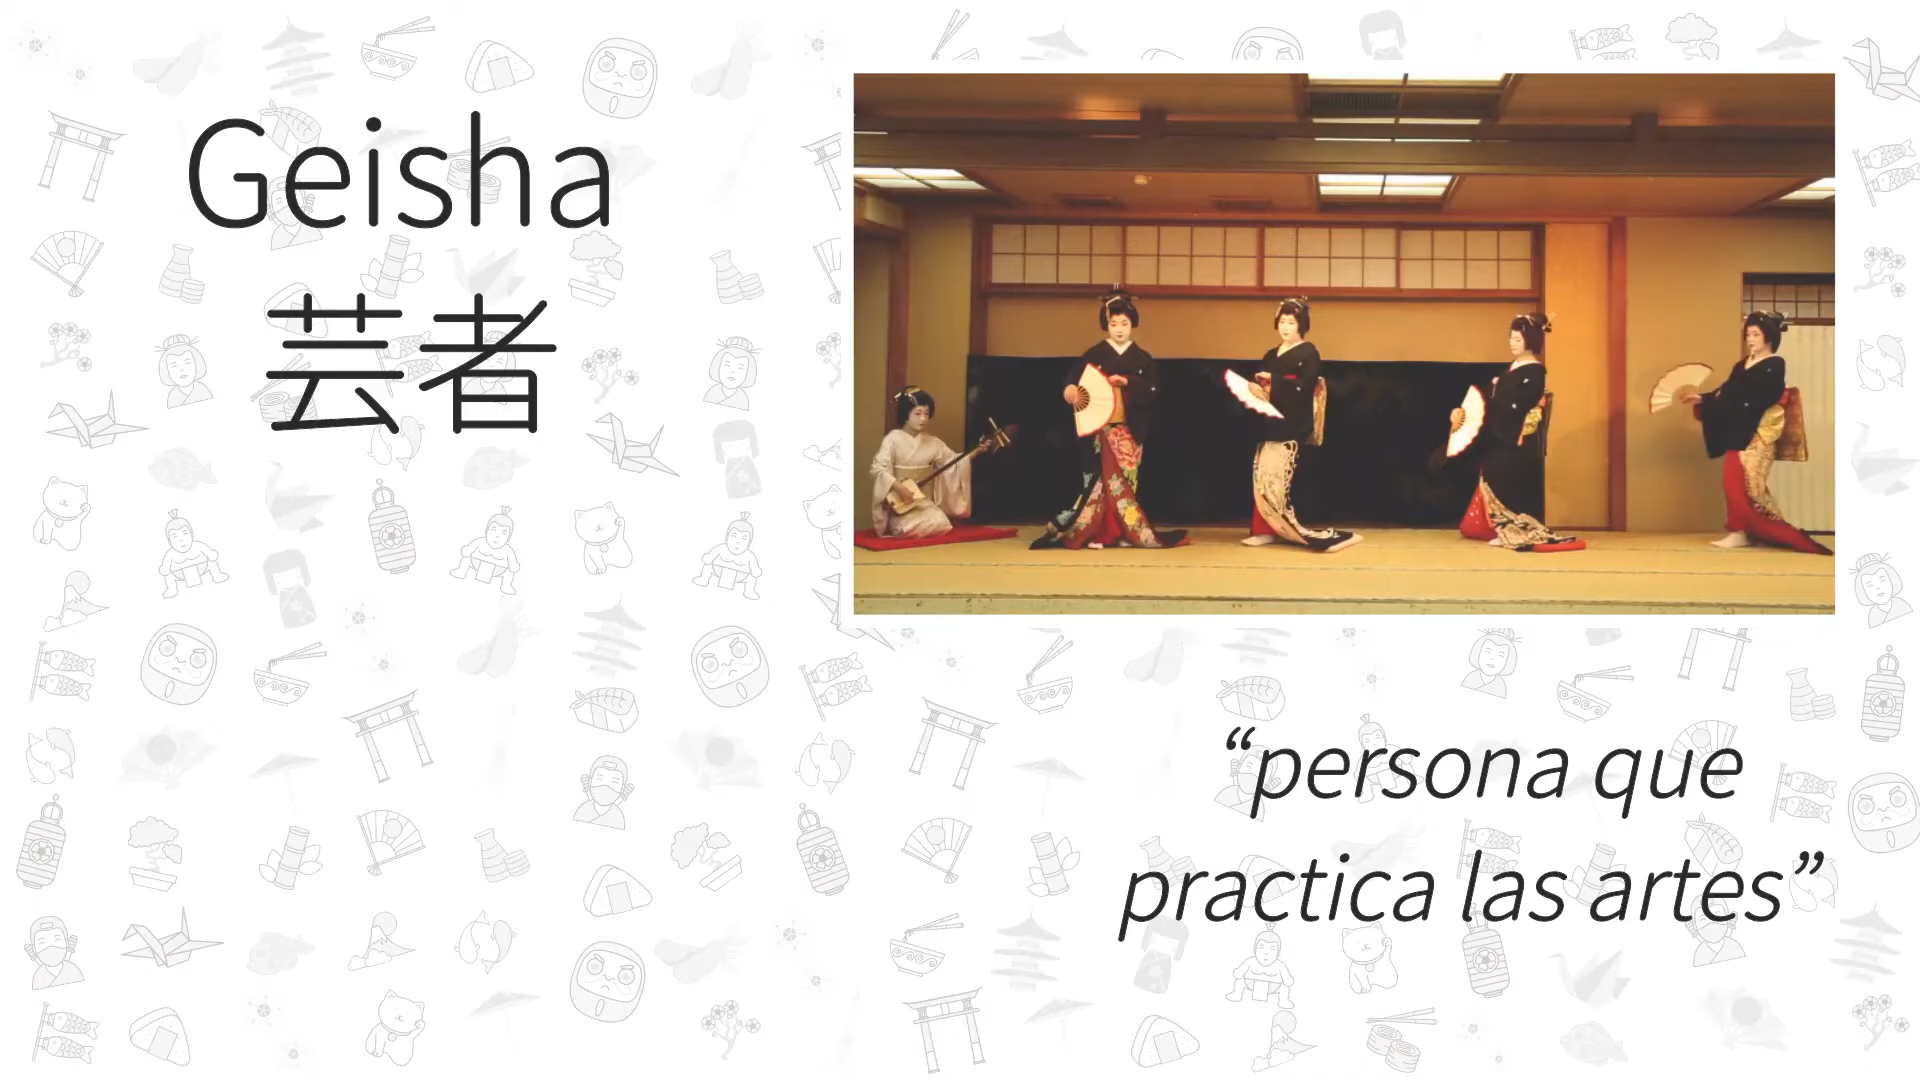 Geisha
芸者
“persona que
practica las artes”